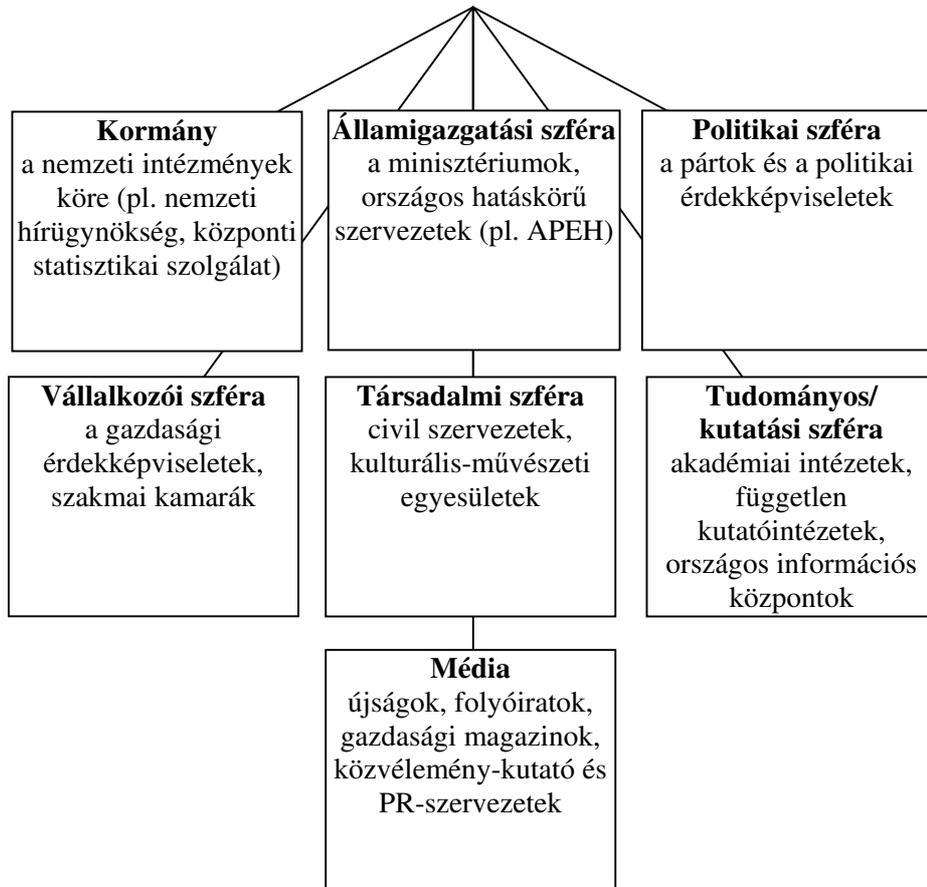 Kormány
a nemzeti intézmények
köre (pl. nemzeti
hírügynökség, központi
statisztikai szolgálat)
Államigazgatási szféra
a minisztériumok,
országos hatáskörű
szervezetek (pl. APEH)
Politikai szféra
a pártok és a politikai
érdekképviseletek
Vállalkozói szféra
a gazdasági
érdekképviseletek,
szakmai kamarák
Társadalmi szféra
civil szervezetek,
kulturális-művészeti
egyesületek
Tudományos/
kutatási szféra
akadémiai intézetek,
független
kutatóintézetek,
országos információs
központok
Média
újságok, folyóiratok,
gazdasági magazinok,
közvélemény-kutató és
PR-szervezetek